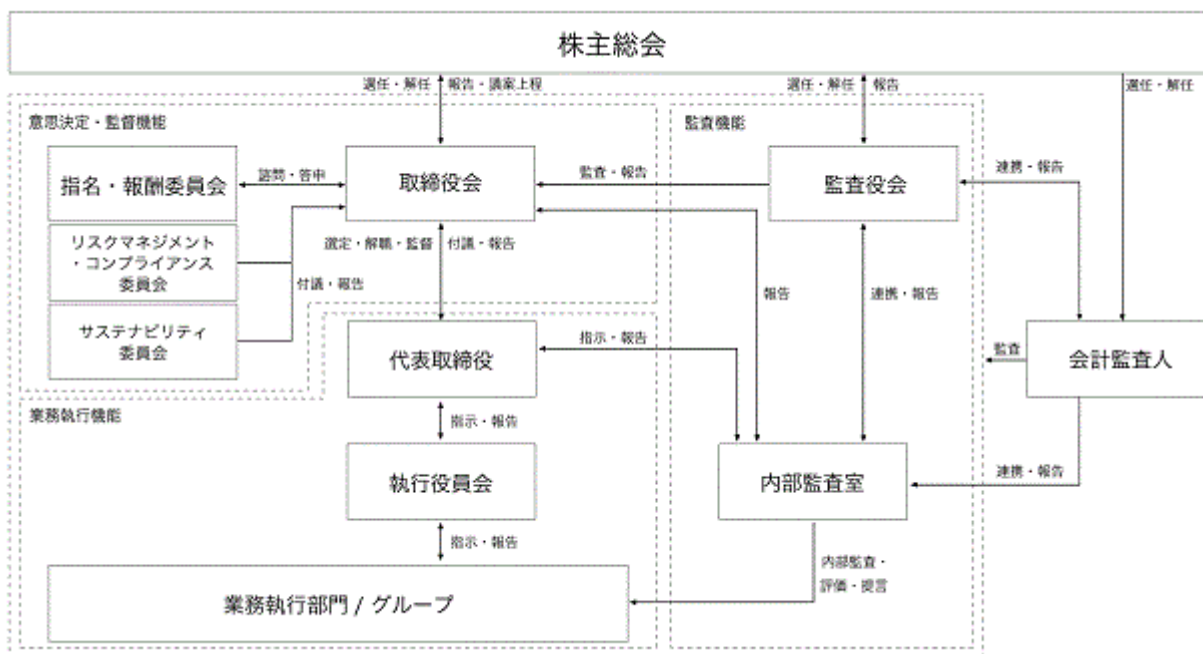 株主総会
選任・解任
報告・議案上程
選任・解任
報告
選任・解任
意思決定・監督機能
監査機能
指名・報酬委員会
諮問・答申
取締役会
監査・報告
監査役会
連携・報告
リスクマネジメント
・コンプライアンス
委員会
選定・解職・監督
付議・報告
付議・報告
報告
連携・報告
サステナビリティ
委員会
代表取締役
指示・報告
監査
会計監査人
業務執行機能
指示・報告
執行役員会
内部監査室
連携・報告
指示・報告
内部監査・
評価・提言
業務執行部門 / グループ